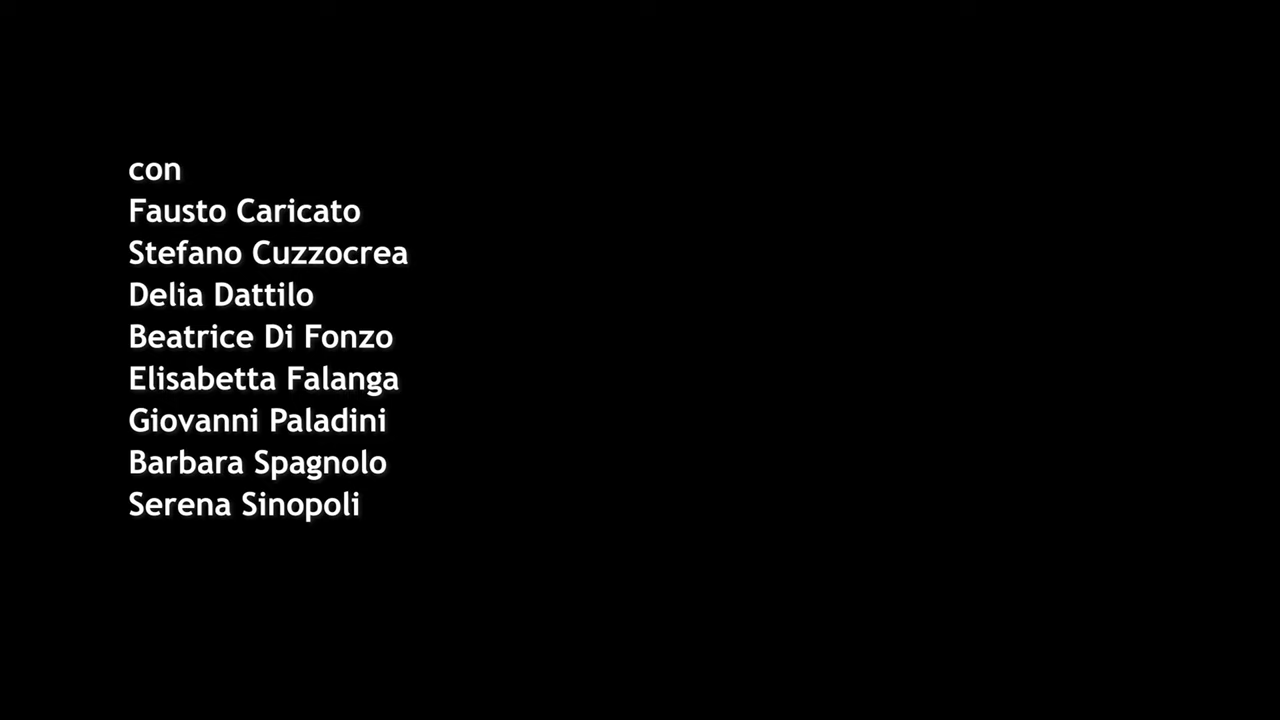 con
Fausto Caricato
Stefano Cuzzocrea
Delia Dattilo
Beatrice Di Fonzo
Elisabetta Falanga
Giovanni Paladini
Barbara Spagnolo
Serena Sinopoli